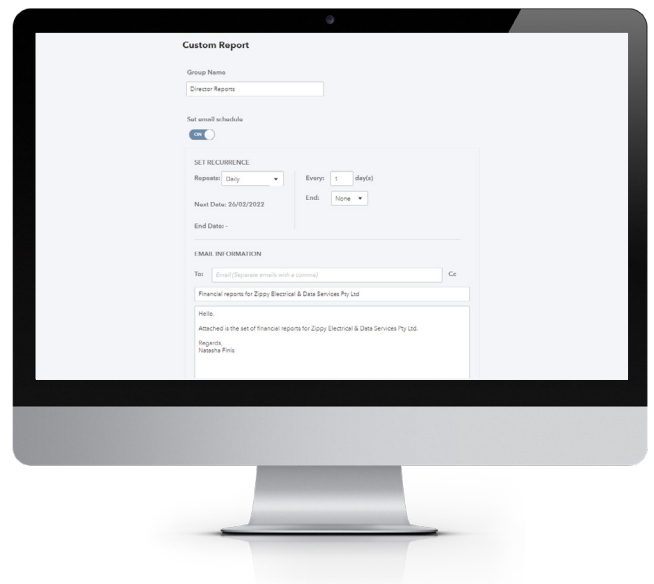 Custom Report
Group Name
Director Reports
Set email schedule
ON
SET RECURRENCE
Repeats: Daily Every: 1 day(s)
Next Date: 26/02/2022 End: None
End Date: -
EMAIL INFORMATION
To: Email (Separate emails with a comma) Cc
Financial reports for Zippy Electrical & Data Services Pty Ltd
Hello,
Attached is the set of financial reports for Zippy Electrical & Data Services Pty Ltd.
Regards,
Natasha Finis